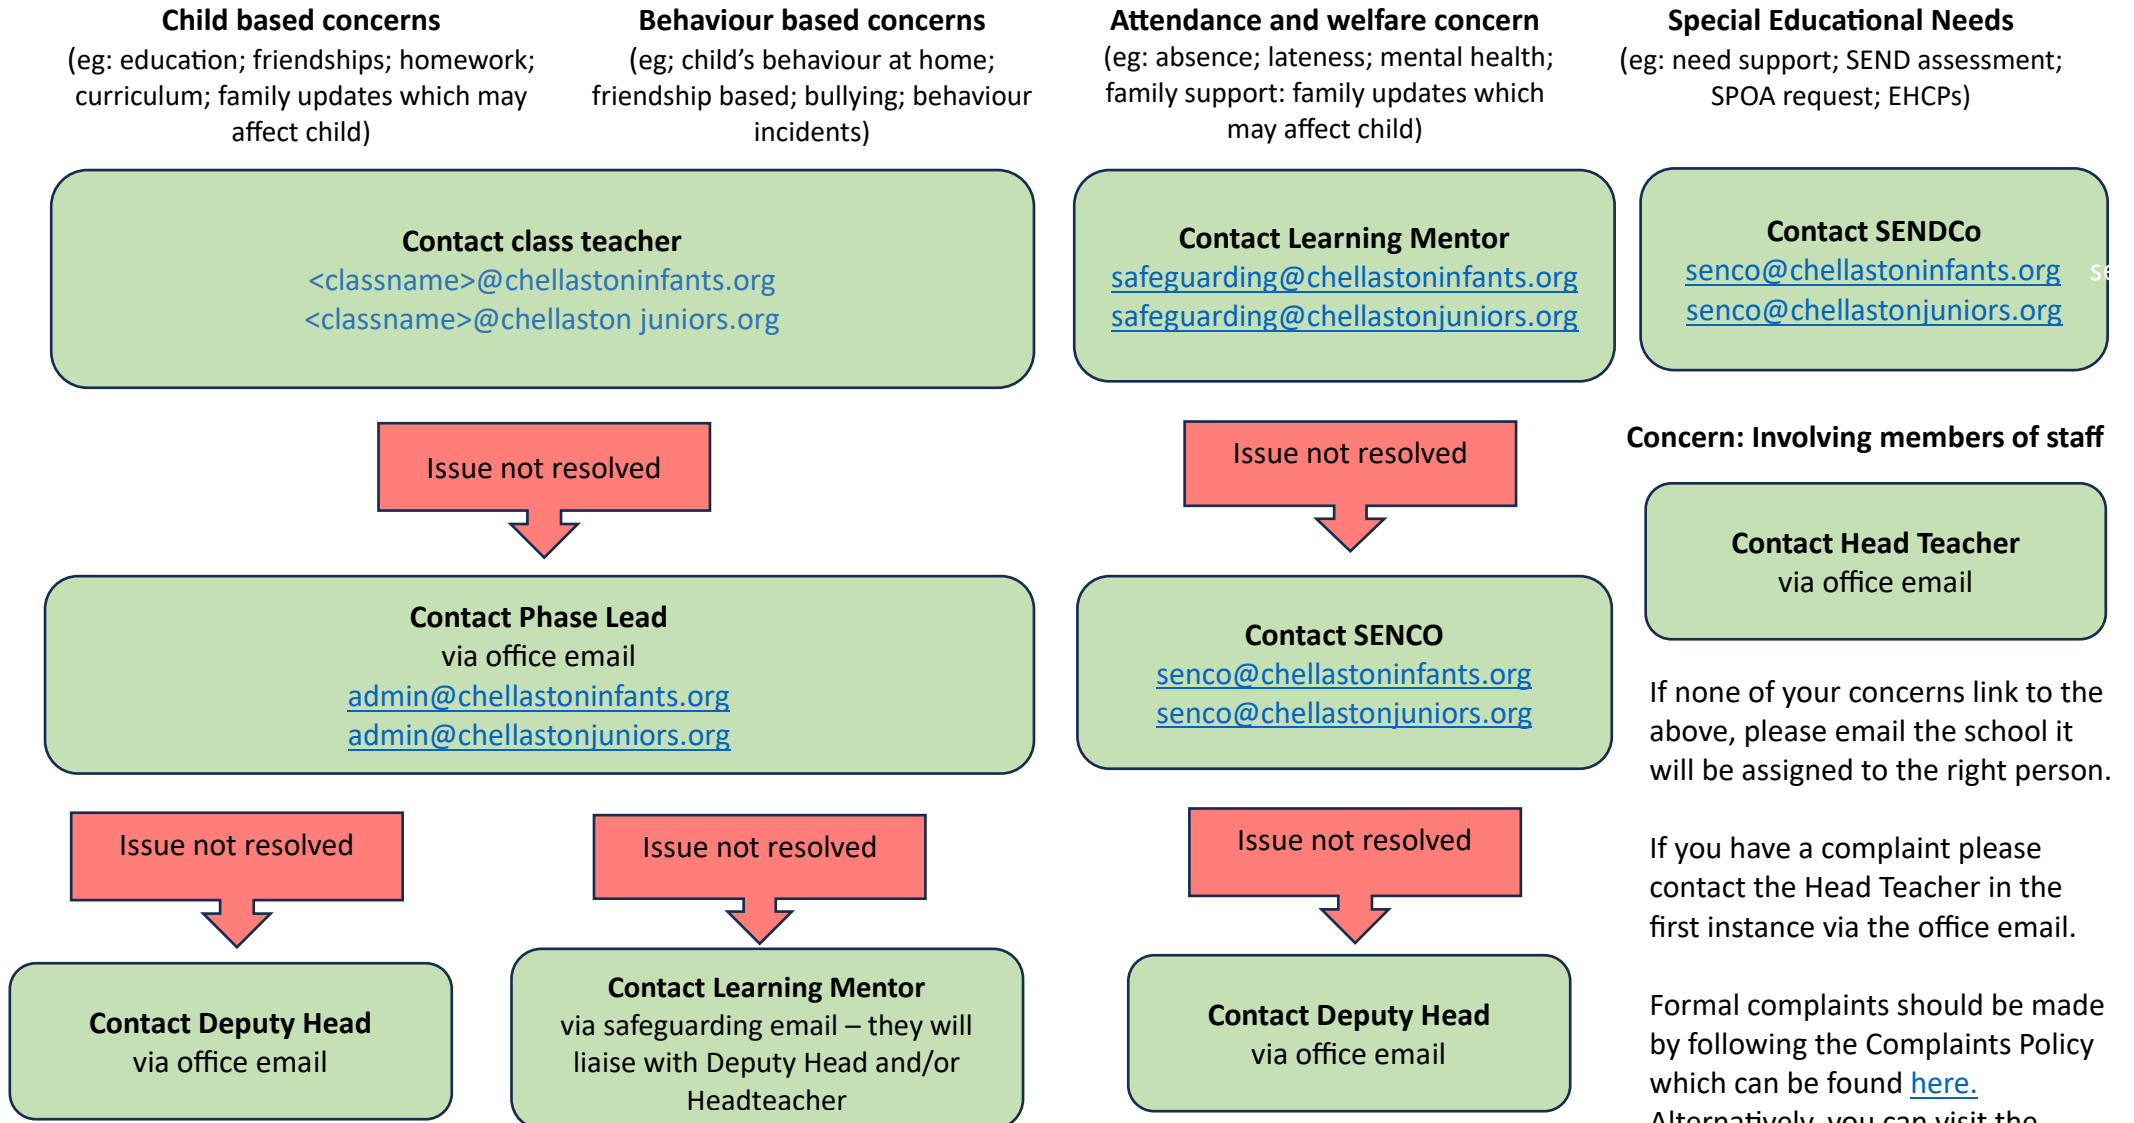 Child based concerns
(eg: education; friendships; homework;
curriculum; family updates which may
affect child)
Behaviour based concerns
(eg; child’s behaviour at home;
friendship based; bullying; behaviour
incidents)
Attendance and welfare concern
(eg: absence; lateness; mental health;
family support: family updates which
may affect child)
Special Educational Needs
(eg: need support; SEND assessment;
SPOA request; EHCPs)
Contact class teacher
<classname>@chellastoninfants.org
<classname>@chellaston juniors.org
Contact Learning Mentor
safeguarding@chellastoninfants.org
safeguarding@chellastonjuniors.org
Contact SENDCo
senco@chellastoninfants.org
senco@chellastonjuniors.org
Issue not resolved
Issue not resolved
Concern: Involving members of staff
Contact Head Teacher
via office email
Contact Phase Lead
via office email
admin@chellastoninfants.org
admin@chellastonjuniors.org
Contact SENCO
senco@chellastoninfants.org
senco@chellastonjuniors.org
If none of your concerns link to the
above, please email the school it
will be assigned to the right person.
Issue not resolved
Issue not resolved
Issue not resolved
If you have a complaint please
contact the Head Teacher in the
first instance via the office email.
Contact Deputy Head
via office email
Contact Learning Mentor
via safeguarding email – they will
liaise with Deputy Head and/or
Headteacher
Contact Deputy Head
via office email
Formal complaints should be made
by following the Complaints Policy
which can be found here.
Alternatively, you can visit the